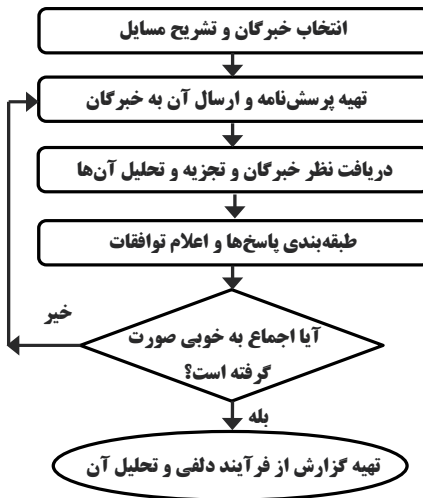 انتخاب خبرگان و تشریح مسایل
تهیه پرسش‌نامه و ارسال آن به خبرگان
دریافت نظر خبرگان و تجزیه و تحلیل آن‌ها
طبقه‌بندی پاسخ‌ها و اعلام توافقات
آیا اجماع به خوبی صورت
گرفته است؟
خیر
بله
تهیه گزارش از فرآیند دلفی و تحلیل آن